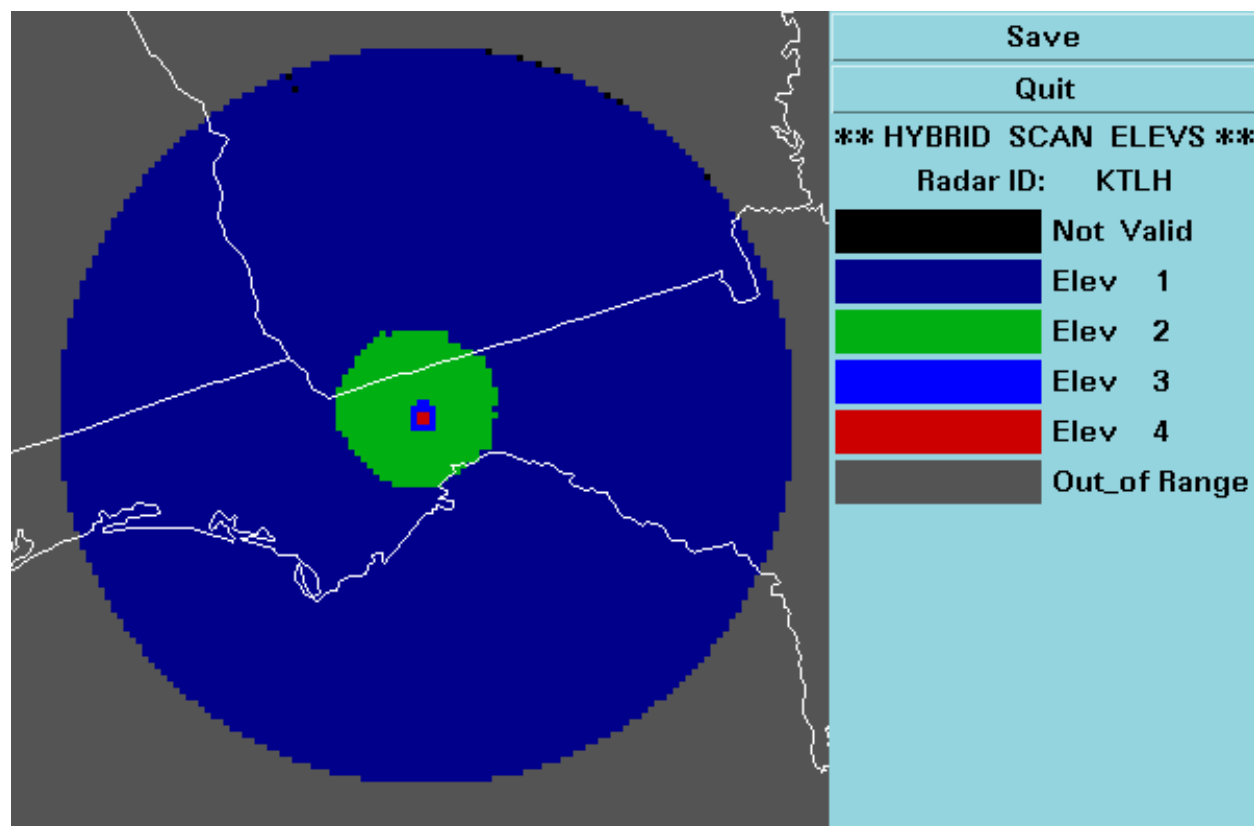 Save
Quit
** HYBRID SCAN ELEVS **
Radar ID: KTLH
Not Valid
Elev 1
Elev 2
Elev 3
Elev 4
Out_of Range